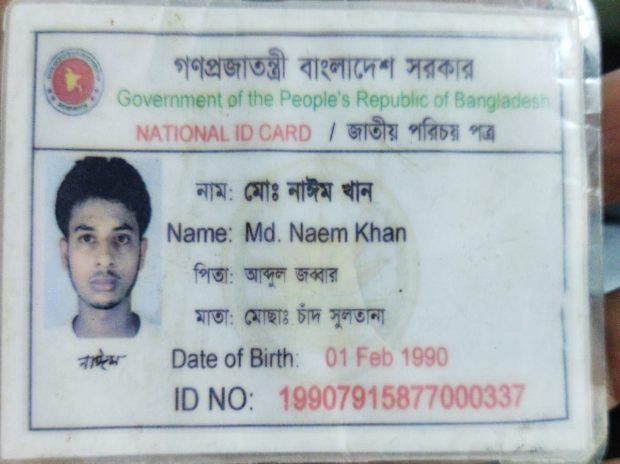 গণপ্রজাতন্ত্রী বাংলাদেশ সরকার
Government of the People's Republic of Bangladesh
NATIONAL ID CARD / জাতীয় পরিচয় পত্র
নাম: মোঃ নাঈম খান
Name: Md. Naem Khan
পিতা: আব্দুল জব্বার
মাতা: মোছাঃ চাঁদ সুলতানা
নাঈম
Date of Birth: 01 Feb 1990
ID NO: 19907915877000337